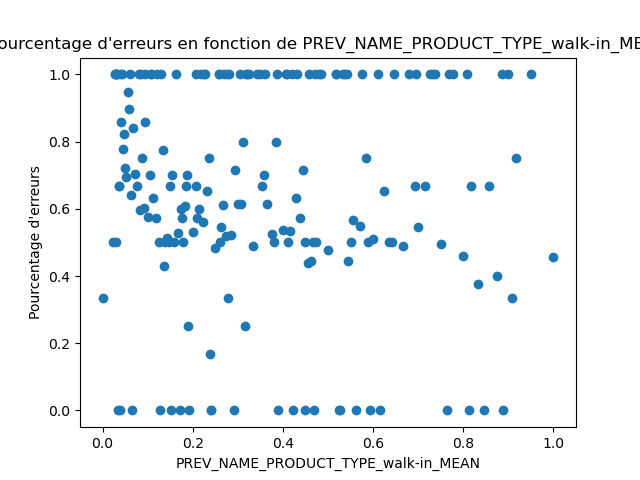 ourcentage d'erreurs en fonction de PREV_NAME_PRODUCT_TYPE_walk-in_ME
Pourcentage d'erreurs
1.0
0.8
0.6
0.4
0.2
0.0
0.0 0.2 0.4 0.6 0.8 1.0
PREV_NAME_PRODUCT_TYPE_walk-in_MEAN